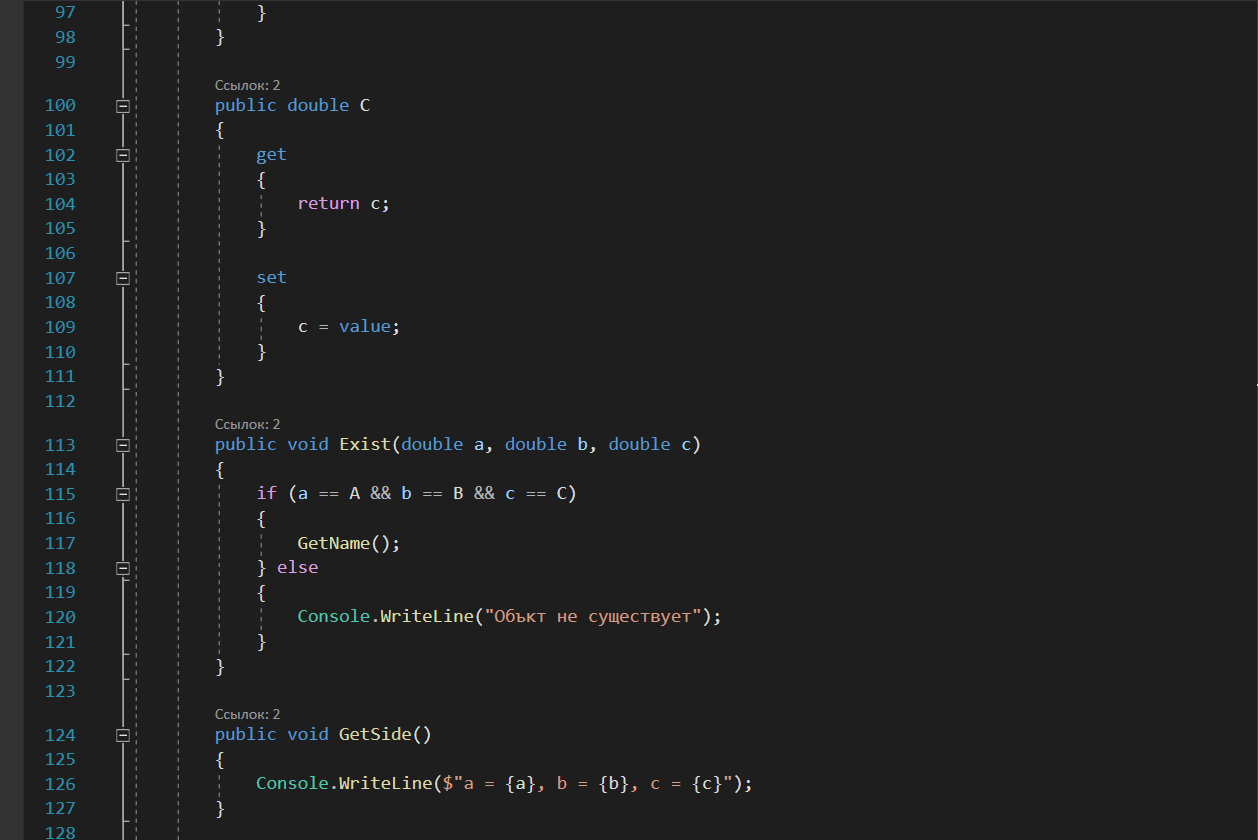 97 }
98 }
99
Ссылок: 2
100 public double C
101 {
102 get
103 {
104 return c;
105 }
106
107 set
108 {
109 c = value;
110 }
111 }
112
Ссылок: 2
113 public void Exist(double a, double b, double c)
114 {
115 if (a == A && b == B && c == C)
116 {
117 GetName();
118 } else
119 {
120 Console.WriteLine("Объкт не существует");
121 }
122 }
123
Ссылок: 2
124 public void GetSide()
125 {
126 Console.WriteLine($"a = {a}, b = {b}, c = {c}");
127 }
128